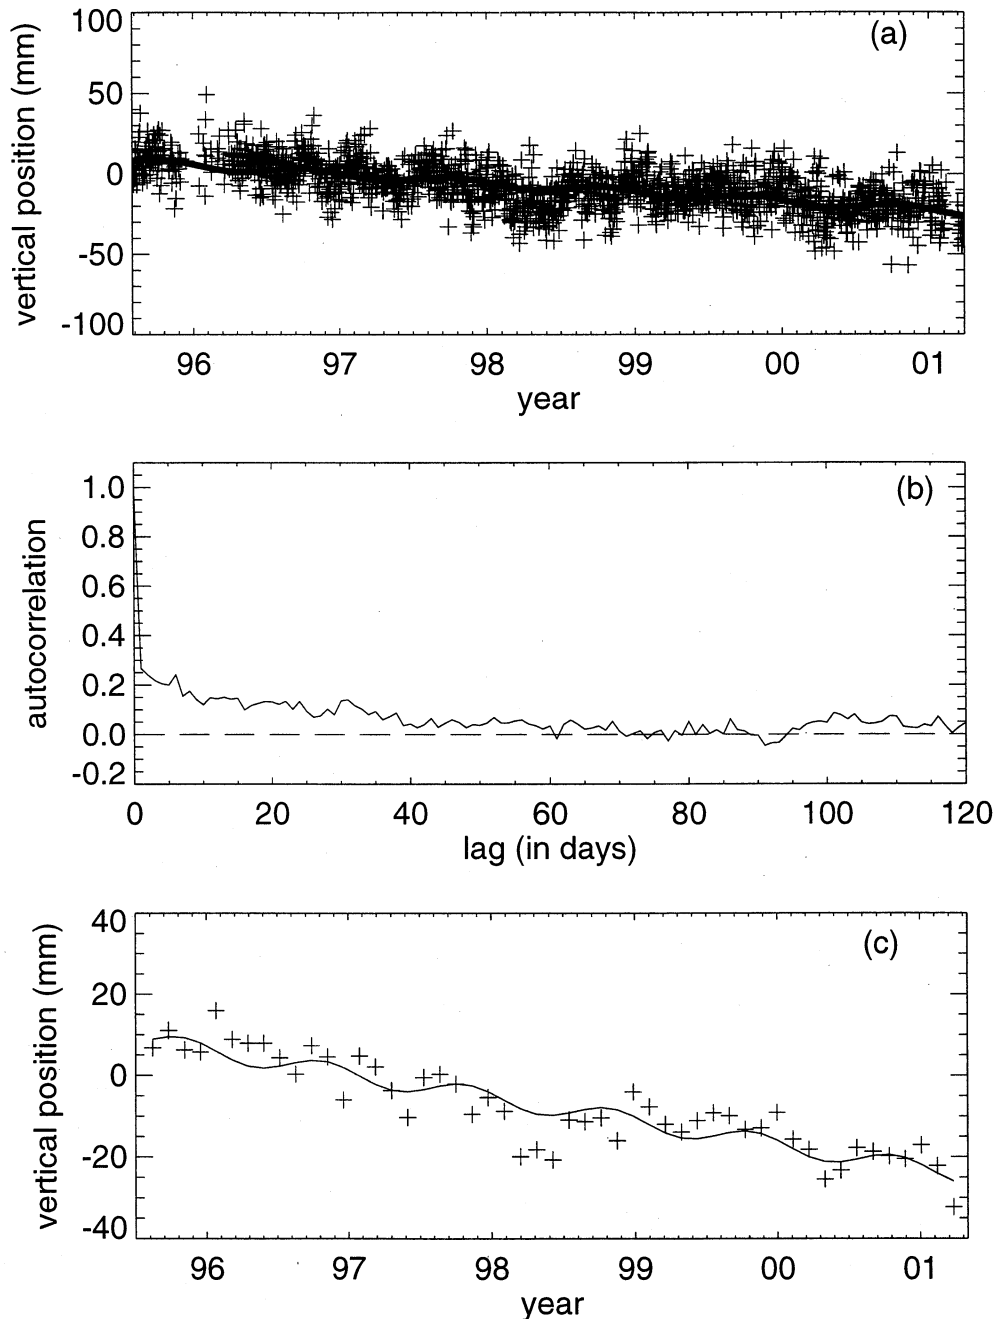 (a)
vertical position (mm)
100
50
0
-50
-100
96 97 98 99 00 01
year
(b)
autocorrelation
1.0
0.8
0.6
0.4
0.2
0.0
-0.2
0 20 40 60 80 100 120
lag (in days)
(c)
vertical position (mm)
40
20
0
-20
-40
96 97 98 99 00 01
year